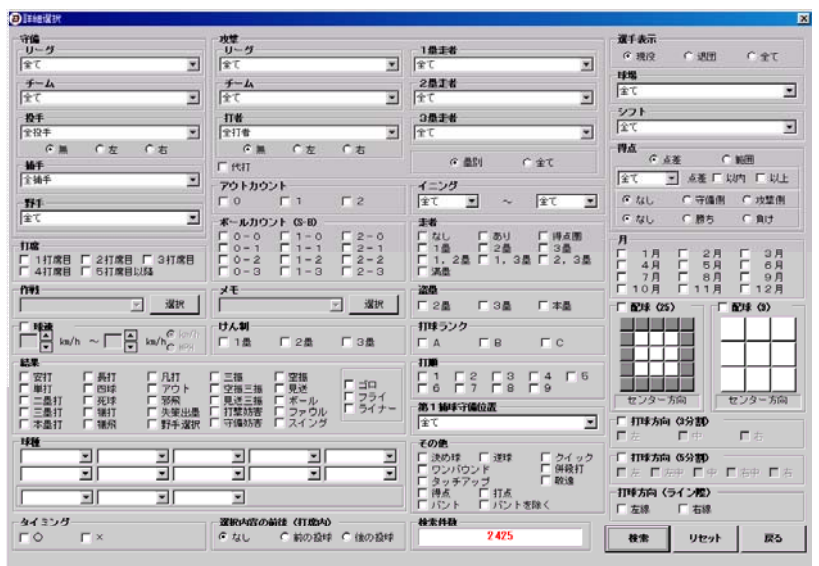 詳細選択
守備
リーグ
全て
チーム
全て
投手
全投手
無 左 右
捕手
全捕手
野手
全て
打席
1打席目 2打席目 3打席目
4打席目 5打席目以降
作戦
選択
球速
km/h ～ km/h km/h
MPH
結果
安打 長打 凡打 三振 空振
単打 四球 アウト 空振三振 見送
二塁打 死球 邪飛 見送三振 ボール
三塁打 犠打 失策出塁 打撃妨害 ファウル
本塁打 犠飛 野手選択 守備妨害 スイング
ゴロ
フライ
ライナー
球種
タイミング
○ ×
攻撃
リーグ
全て
チーム
全て
打者
全打者
無 左 右
代打
アウトカウント
0 1 2
ボールカウント (S-B)
0-0 1-0 2-0
0-1 1-1 2-1
0-2 1-2 2-2
0-3 1-3 2-3
メモ
選択
けん制
1塁 2塁 3塁
選択内容の前後 (打席内)
なし 前の投球 後の投球
1塁走者
全て
2塁走者
全て
3塁走者
全て
塁別 全て
イニング
全て ～ 全て
走者
なし あり 得点圏
1塁 2塁 3塁
1, 2塁 1, 3塁 2, 3塁
満塁
盗塁
2塁 3塁 本塁
打球ランク
A B C
打順
1 2 3 4 5
6 7 8 9
第1捕球守備位置
全て
その他
決め球 逆球 クイック
ワンバウンド 併殺打
タッチアップ 敬遠
得点 打点
バント バントを除く
検索件数
2425
選手表示
現役 退団 全て
球場
全て
シフト
全て
得点
点差 範囲
全て 点差 以内 以上
なし 守備側 攻撃側
なし 勝ち 負け
月
1月 2月 3月
4月 5月 6月
7月 8月 9月
10月 11月 12月
配球 (25) 配球 (9)
センター方向 センター方向
打球方向 (3分割)
左 中 右
打球方向 (5分割)
左 左中 中 右中 右
打球方向 (ライン際)
左線 右線
検索 リセット 戻る